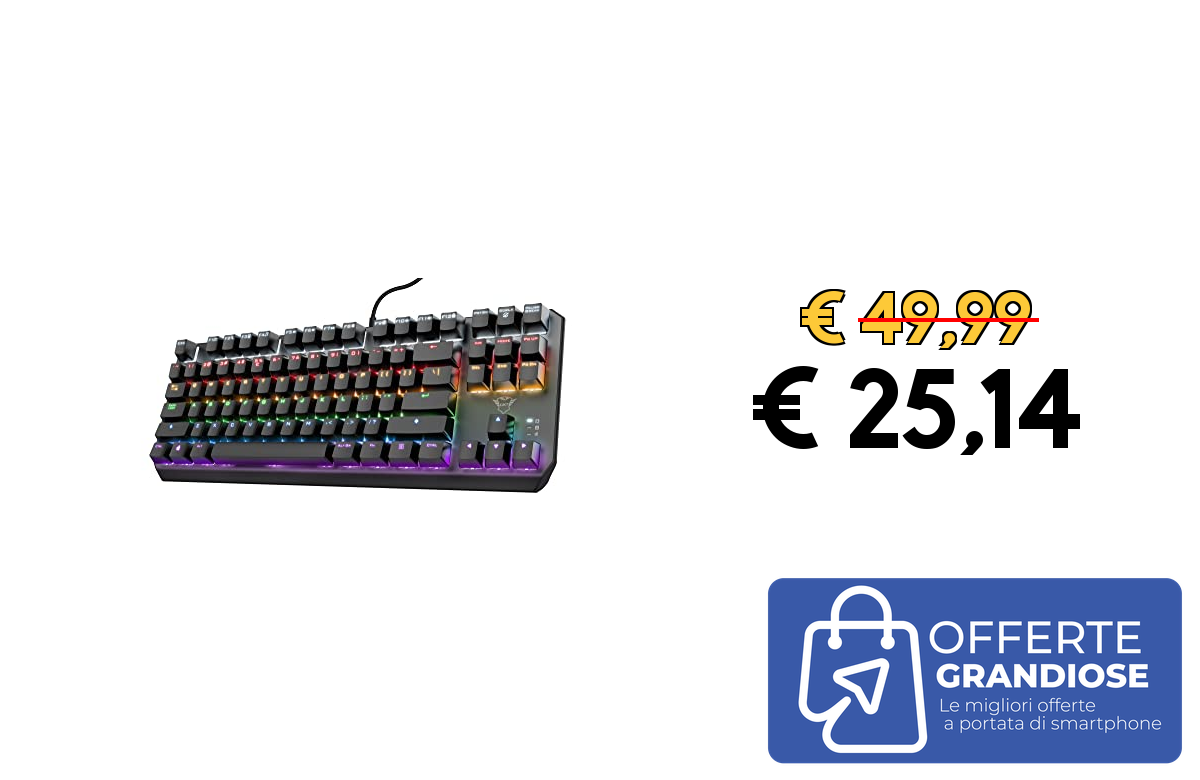 € 49,99
€ 25,14
OFFERTE
GRANDIOSE
Le migliori offerte
a portata di smartphone